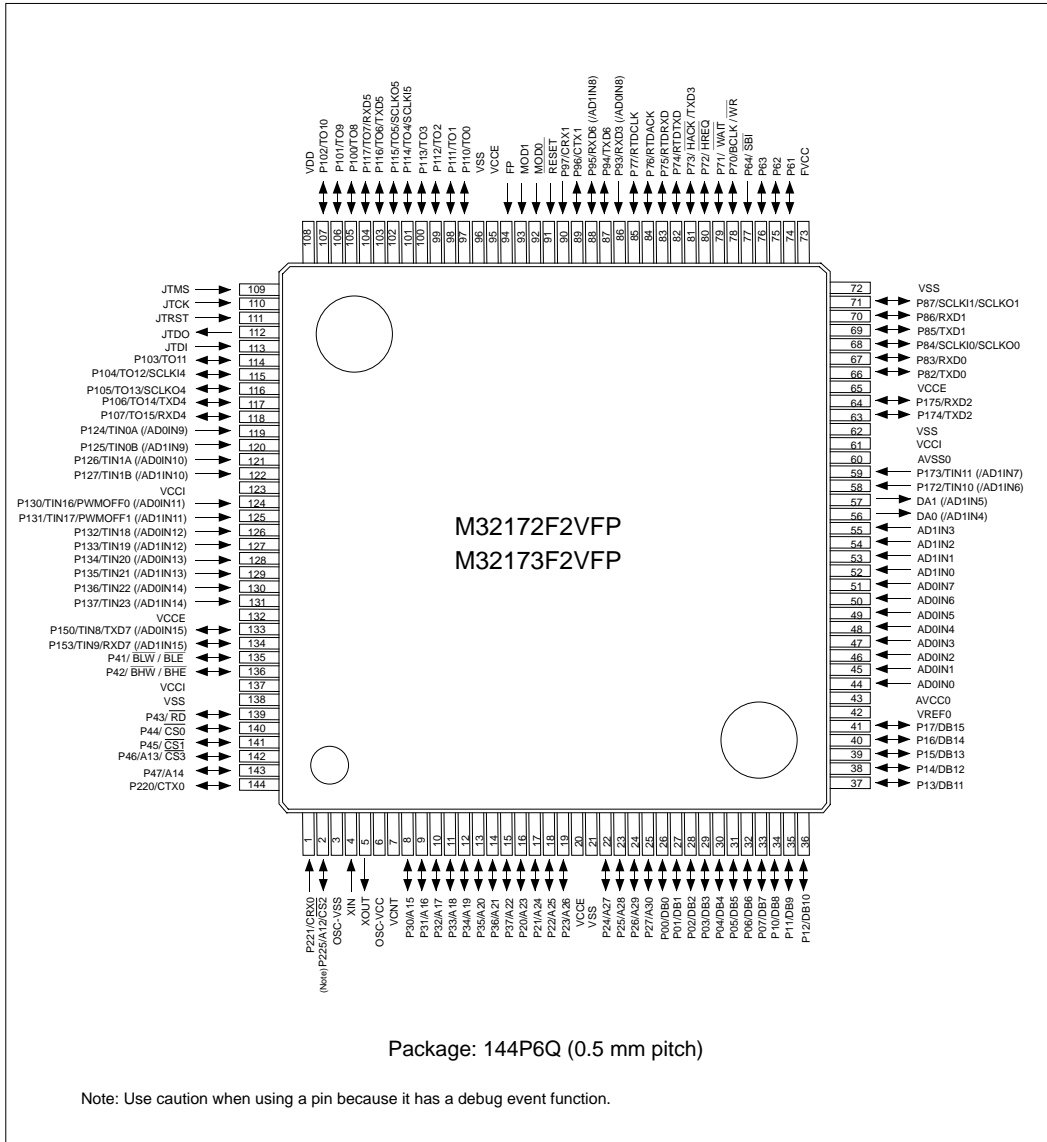 VDD
P102/TO10
P101/TO9
P100/TO8
P117/TO7/RXD5
P116/TO6/TXD5
P115/TO5/SCLKO5
P114/TO4/SCLKI5
P113/TO3
P112/TO2
P111/TO1
P110/TO0
VSS
VCCE
FP
MOD1
MOD0
RESET
P97/CRX1
P96/CTX1
P95/RXD6 (/AD1IN8)
P94/TXD6
P93/RXD3 (/AD0IN8)
P77/RTDCLK
P76/RTDACK
P75/RTDRXD
P74/RTDTXD
P73/ HACK /TXD3
P72/ HREQ
P71/ WAIT
P70/BCLK / WR
P64/ SBI
P63
P62
P61
FVCC
108 107 106 105 104 103 102 101 100 99 98 97 96 95 94 93 92 91 90 89 88 87 86 85 84 83 82 81 80 79 78 77 76 75 74 73
JTMS 109
JTCK 110
JTRST 111
JTDO 112
JTDI 113
P103/TO11 114
P104/TO12/SCLKI4 115
P105/TO13/SCLKO4 116
P106/TO14/TXD4 117
P107/TO15/RXD4 118
P124/TIN0A (/AD0IN9) 119
P125/TIN0B (/AD1IN9) 120
P126/TIN1A (/AD0IN10) 121
P127/TIN1B (/AD1IN10) 122
VCCI 123
P130/TIN16/PWMOFF0 (/AD0IN11) 124
P131/TIN17/PWMOFF1 (/AD1IN11) 125
P132/TIN18 (/AD0IN12) 126
P133/TIN19 (/AD1IN12) 127
P134/TIN20 (/AD0IN13) 128
P135/TIN21 (/AD1IN13) 129
P136/TIN22 (/AD0IN14) 130
P137/TIN23 (/AD1IN14) 131
VCCE 132
P150/TIN8/TXD7 (/AD0IN15) 133
P153/TIN9/RXD7 (/AD1IN15) 134
P41/ BLW / BLE 135
P42/ BHW / BHE 136
VCCI 137
VSS 138
P43/ RD 139
P44/ CS0 140
P45/ CS1 141
P46/A13/ CS3 142
P47/A14 143
P220/CTX0 144
M32172F2VFP
M32173F2VFP
72 VSS
71 P87/SCLKI1/SCLKO1
70 P86/RXD1
69 P85/TXD1
68 P84/SCLKI0/SCLKO0
67 P83/RXD0
66 P82/TXD0
65 VCCE
64 P175/RXD2
63 P174/TXD2
62 VSS
61 VCCI
60 AVSS0
59 P173/TIN11 (/AD1IN7)
58 P172/TIN10 (/AD1IN6)
57 DA1 (/AD1IN5)
56 DA0 (/AD1IN4)
55 AD1IN3
54 AD1IN2
53 AD1IN1
52 AD1IN0
51 AD0IN7
50 AD0IN6
49 AD0IN5
48 AD0IN4
47 AD0IN3
46 AD0IN2
45 AD0IN1
44 AD0IN0
43 AVCC0
42 VREF0
41 P17/DB15
40 P16/DB14
39 P15/DB13
38 P14/DB12
37 P13/DB11
1 2 3 4 5 6 7 8 9 10 11 12 13 14 15 16 17 18 19 20 21 22 23 24 25 26 27 28 29 30 31 32 33 34 35 36
P221/CRX0
(Note) P225/A12/CS2
OSC-VSS
XIN
XOUT
OSC-VCC
VCNT
P30/A15
P31/A16
P32/A17
P33/A18
P34/A19
P35/A20
P36/A21
P37/A22
P20/A23
P21/A24
P22/A25
P23/A26
VCCE
VSS
P24/A27
P25/A28
P26/A29
P27/A30
P00/DB0
P01/DB1
P02/DB2
P03/DB3
P04/DB4
P05/DB5
P06/DB6
P07/DB7
P10/DB8
P11/DB9
P12/DB10
Package: 144P6Q (0.5 mm pitch)
Note: Use caution when using a pin because it has a debug event function.